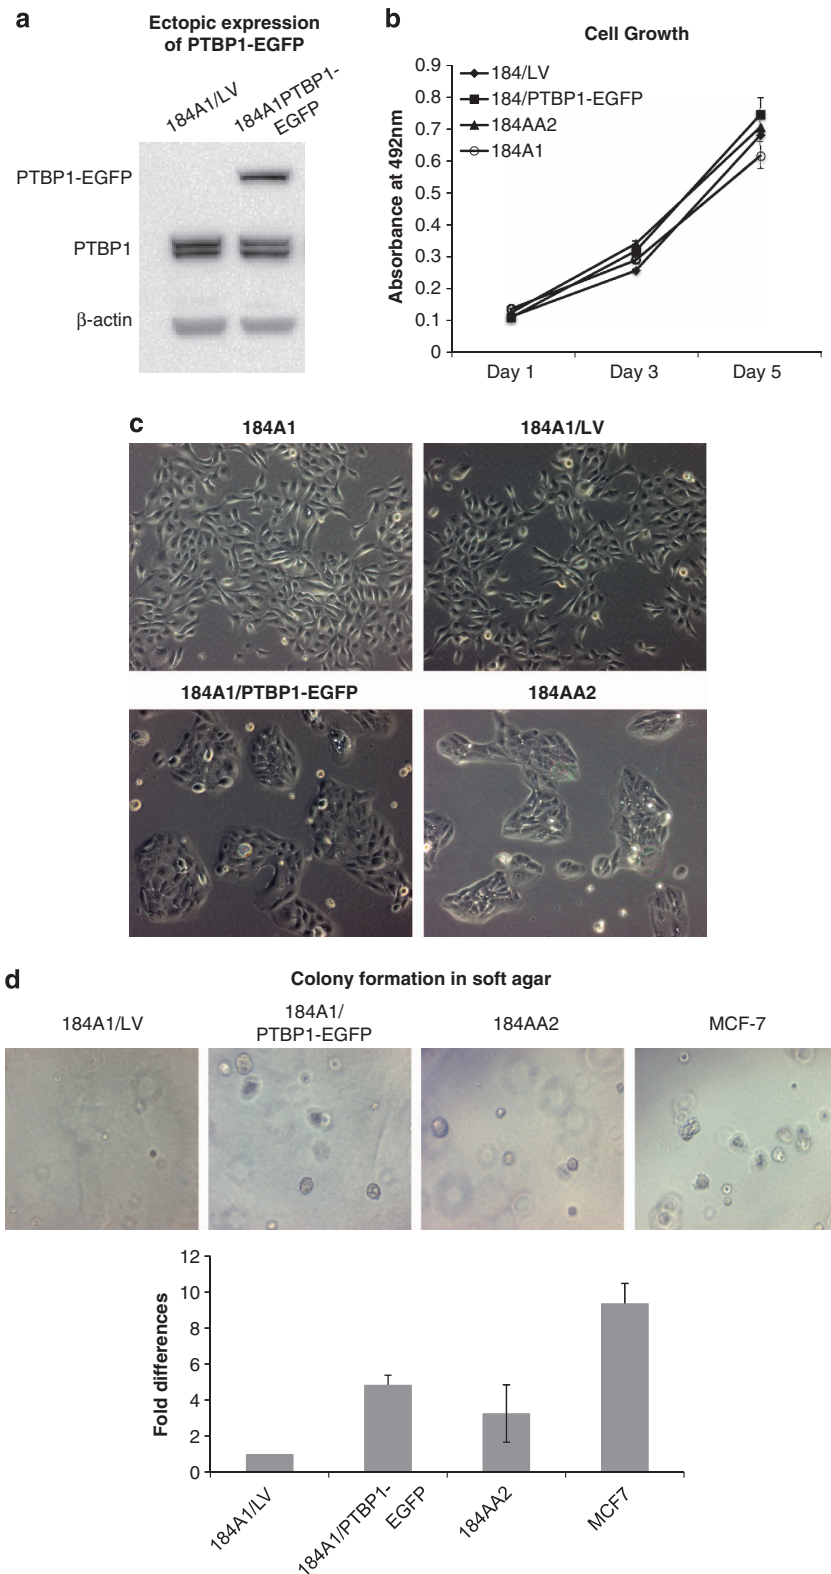 a
Ectopic expression
of PTBP1-EGFP
184A1/LV
184A1PTBP1-
EGFP
PTBP1-EGFP
PTBP1
β-actin
b
Cell Growth
Absorbance at 492nm
0.9
0.8
0.7
0.6
0.5
0.4
0.3
0.2
0.1
0
184/LV
184/PTBP1-EGFP
184AA2
184A1
Day 1
Day 3
Day 5
c
184A1
184A1/LV
184A1/PTBP1-EGFP
184AA2
d
Colony formation in soft agar
184A1/LV
184A1/
PTBP1-EGFP
184AA2
MCF-7
Fold differences
12
10
8
6
4
2
0
184A1/LV
184A1/PTBP1-
EGFP
184AA2
MCF7